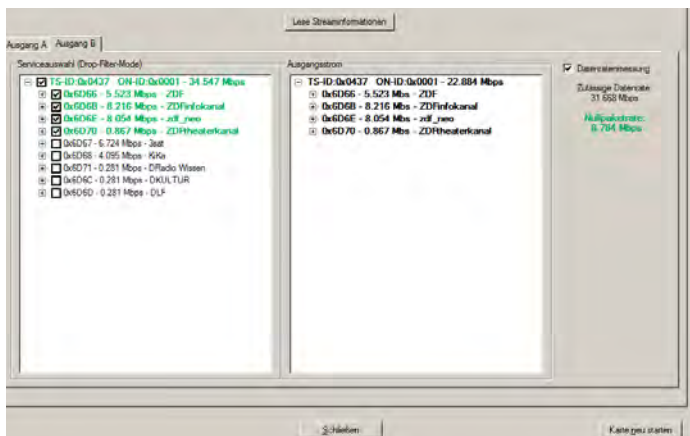 Lese Streaminformationen
Ausgang A
Ausgang B
Serviceauswahl (Drop-Filter-Mode)
TS-ID:0x0437 ON-ID:0x0001 - 34.547 Mbps
0x6D66 - 5.523 Mbps - ZDF
0x6D6B - 8.216 Mbps - ZDFinfokanal
0x6D6E - 8.054 Mbps - zdf_neo
0x6D70 - 0.867 Mbps - ZDFtheaterkanal
0x6D67 - 6.724 Mbps - 3sat
0x6D68 - 4.095 Mbps - KiKa
0x6D71 - 0.281 Mbps - DRadio Wissen
0x6D6C - 0.281 Mbps - DKULTUR
0x6D6D - 0.281 Mbps - DLF
Ausgangsstrom
TS-ID:0x0437 ON-ID:0x0001 - 22.884 Mbps
0x6D66 - 5.523 Mbs - ZDF
0x6D6B - 8.216 Mbs - ZDFinfokanal
0x6D6E - 8.054 Mbs - zdf_neo
0x6D70 - 0.867 Mbs - ZDFtheaterkanal
Datenratenmessung
Zulässige Datenrate:
31.668 Mbps
Nullpaketrate:
8.784 Mbps
Schließen
Karte neu starten